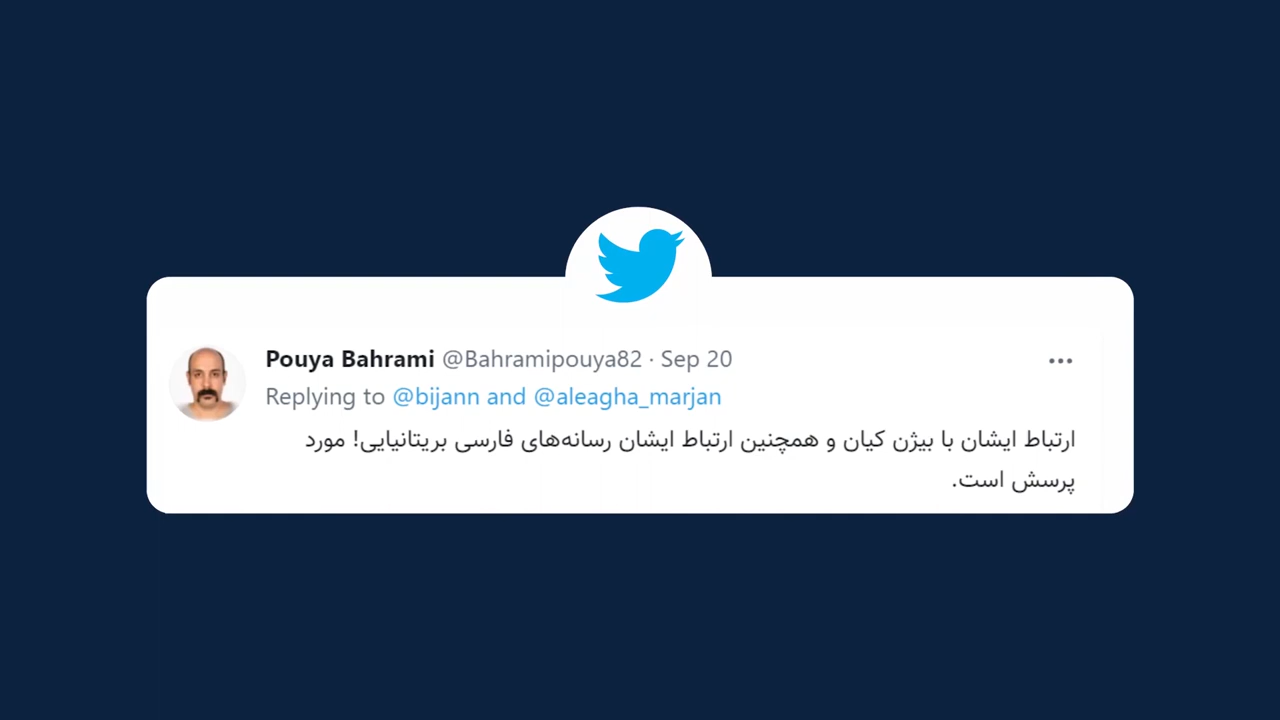 Pouya Bahrami @Bahramipouya82 · Sep 20
Replying to @bijann and @aleagha_marjan
ارتباط ایشان با بیژن کیان و همچنین ارتباط ایشان رسانه‌های فارسی بریتانیایی! مورد
پرسش است.